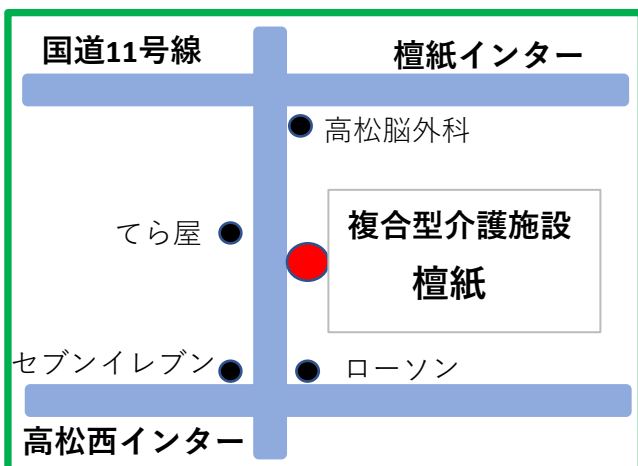 国道11号線
檀紙インター
高松脳外科
てら屋
複合型介護施設
檀紙
セブンイレブン
ローソン
高松西インター